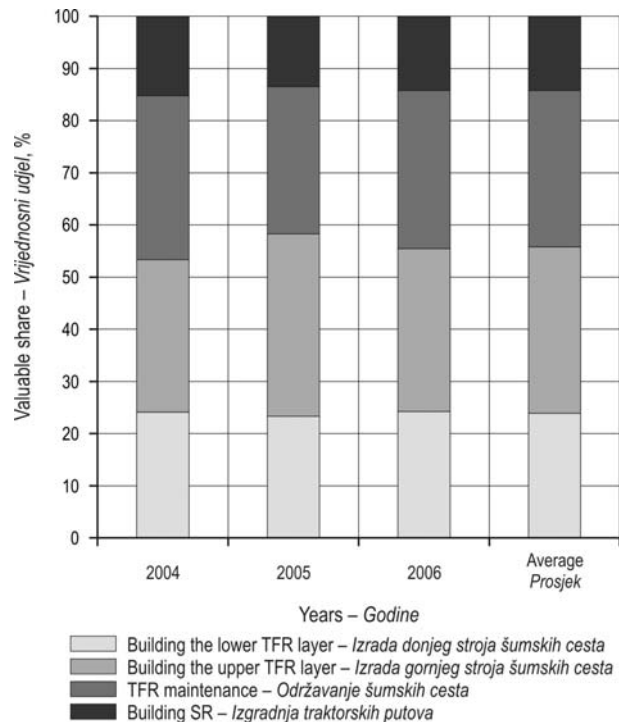 Valuable share – Vrijednosni udjel, %
100
90
80
70
60
50
40
30
20
10
0
2004
2005
2006
Average
Prosjek
Years – Godine
Building the lower TFR layer – Izrada donjeg stroja šumskih cesta
Building the upper TFR layer – Izrada gornjeg stroja šumskih cesta
TFR maintenance – Održavanje šumskih cesta
Building SR – Izgradnja traktorskih putova